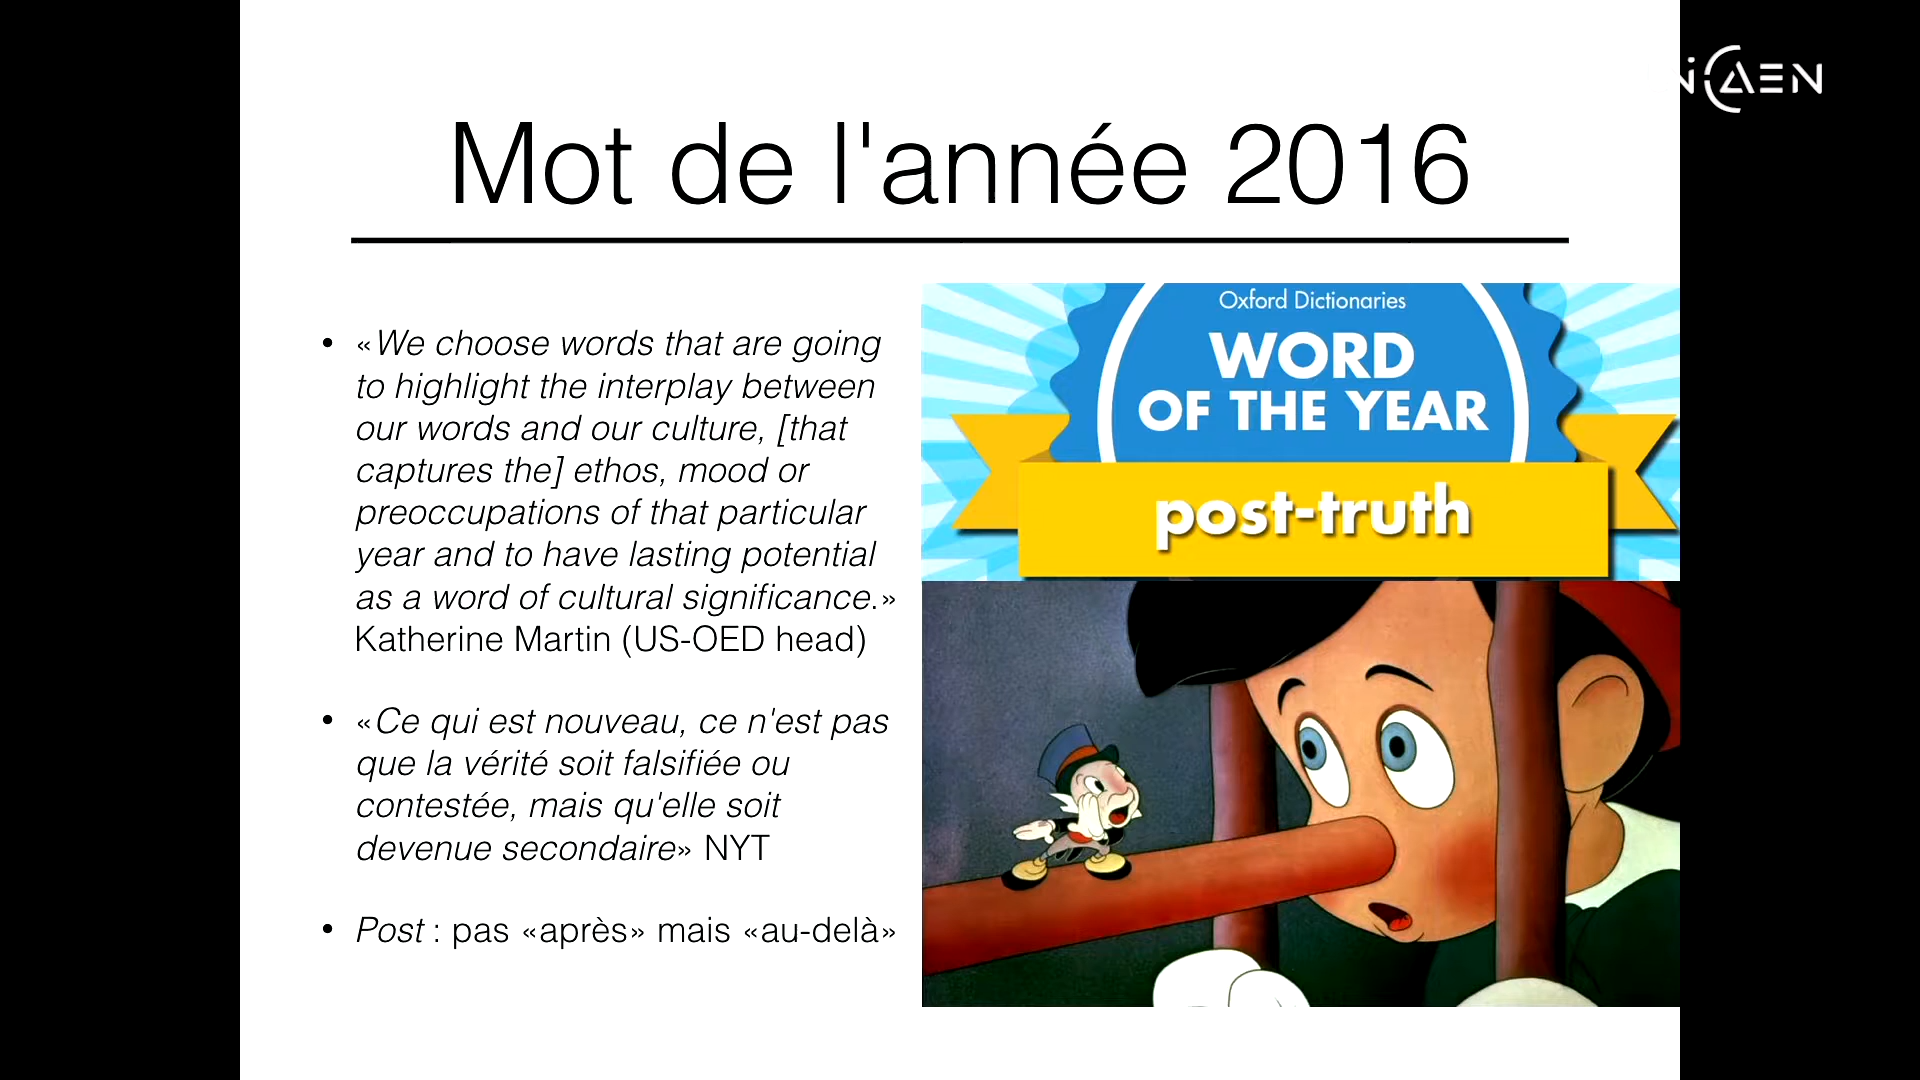 Mot de l'année 2016
• «We choose words that are going
to highlight the interplay between
our words and our culture, [that
captures the] ethos, mood or
preoccupations of that particular
year and to have lasting potential
as a word of cultural significance.»
Katherine Martin (US-OED head)
• «Ce qui est nouveau, ce n'est pas
que la vérité soit falsifiée ou
contestée, mais qu'elle soit
devenue secondaire» NYT
• Post : pas «après» mais «au-delà»
Oxford Dictionaries
WORD
OF THE YEAR
post-truth
NiCAEN